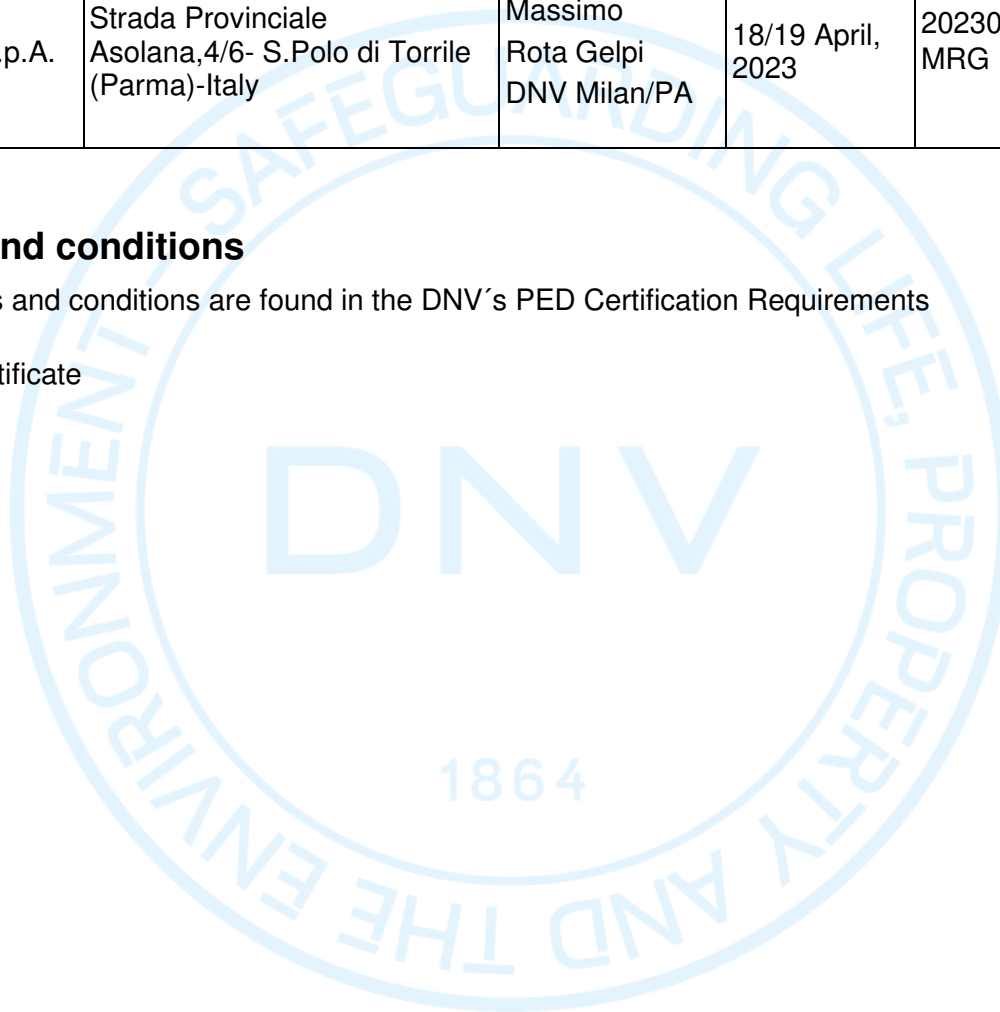 .p.A.
Strada Provinciale
Asolana,4/6- S.Polo di Torrile
(Parma)-Italy
Massimo
Rota Gelpi
DNV Milan/PA
18/19 April,
2023
20230
MRG
nd conditions
s and conditions are found in the DNV´s PED Certification Requirements
tificate
SAFEGUARDING LIFE, PROPERTY AND THE ENVIRONMENT
DNV
1864